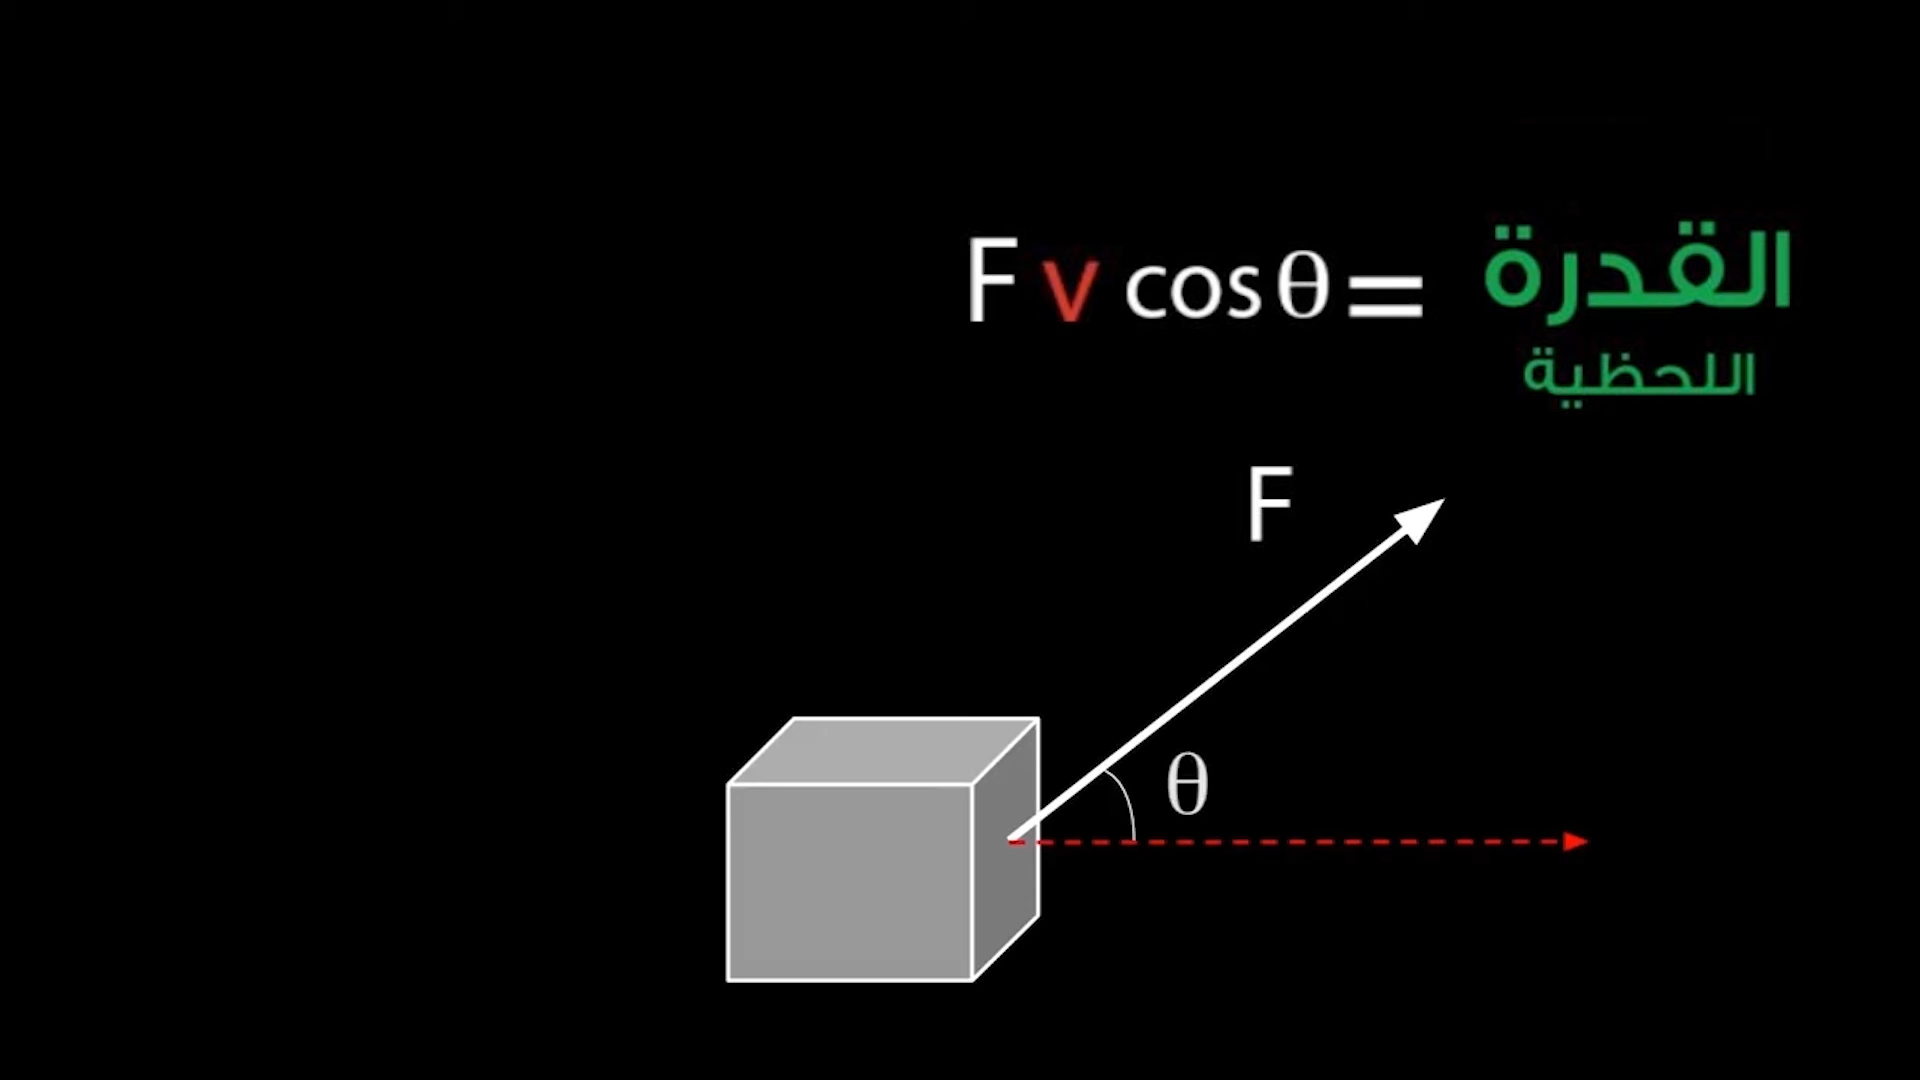 القدرة = F v cos θ
اللحظية
F
θ